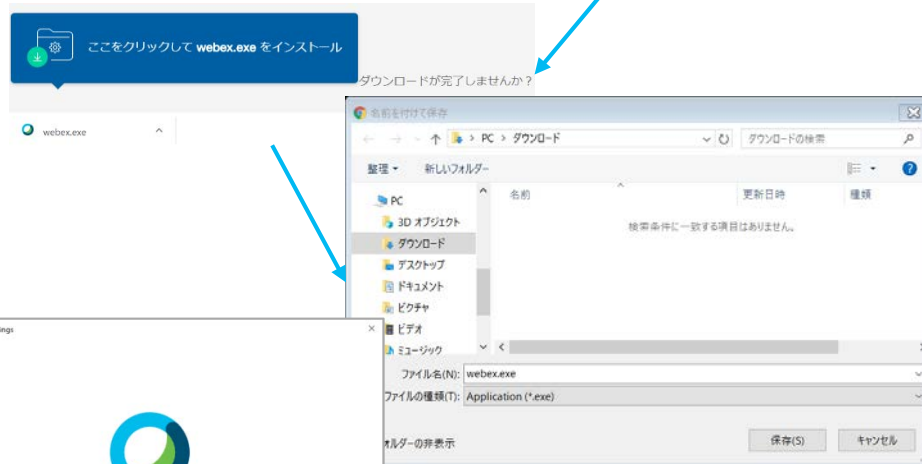 ここをクリックして webex.exe をインストール
ダウンロードが完了しませんか？
webex.exe
名前を付けて保存
PC > ダウンロード
ダウンロードの検索
整理
新しいフォルダー
名前
更新日時
種類
検索条件に一致する項目はありません。
PC
3D オブジェクト
ダウンロード
デスクトップ
ドキュメント
ピクチャ
ビデオ
ミュージック
ファイル名(N): webex.exe
ファイルの種類(T): Application (*.exe)
ォルダーの非表示
保存(S)
キャンセル